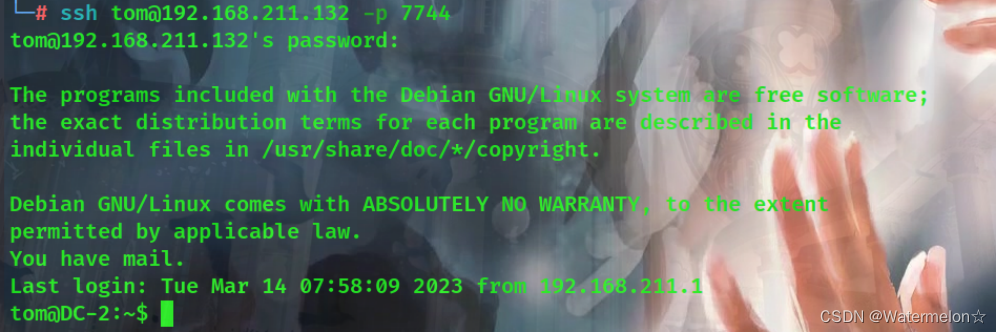 └─# ssh tom@192.168.211.132 -p 7744
tom@192.168.211.132's password:
The programs included with the Debian GNU/Linux system are free software;
the exact distribution terms for each program are described in the
individual files in /usr/share/doc/*/copyright.
Debian GNU/Linux comes with ABSOLUTELY NO WARRANTY, to the extent
permitted by applicable law.
You have mail.
Last login: Tue Mar 14 07:58:09 2023 from 192.168.211.1
tom@DC-2:~$
CSDN @Watermelon☆